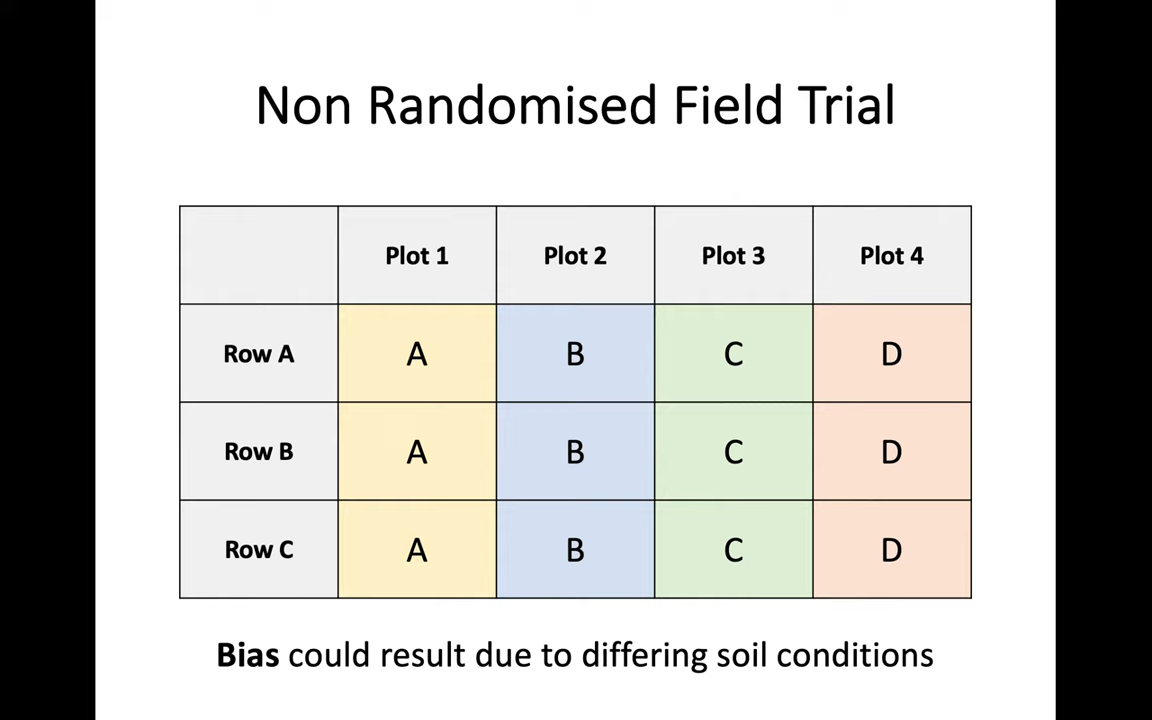 Non Randomised Field Trial
Plot 1 Plot 2 Plot 3 Plot 4
Row A A B C D
Row B A B C D
Row C A B C D
Bias could result due to differing soil conditions